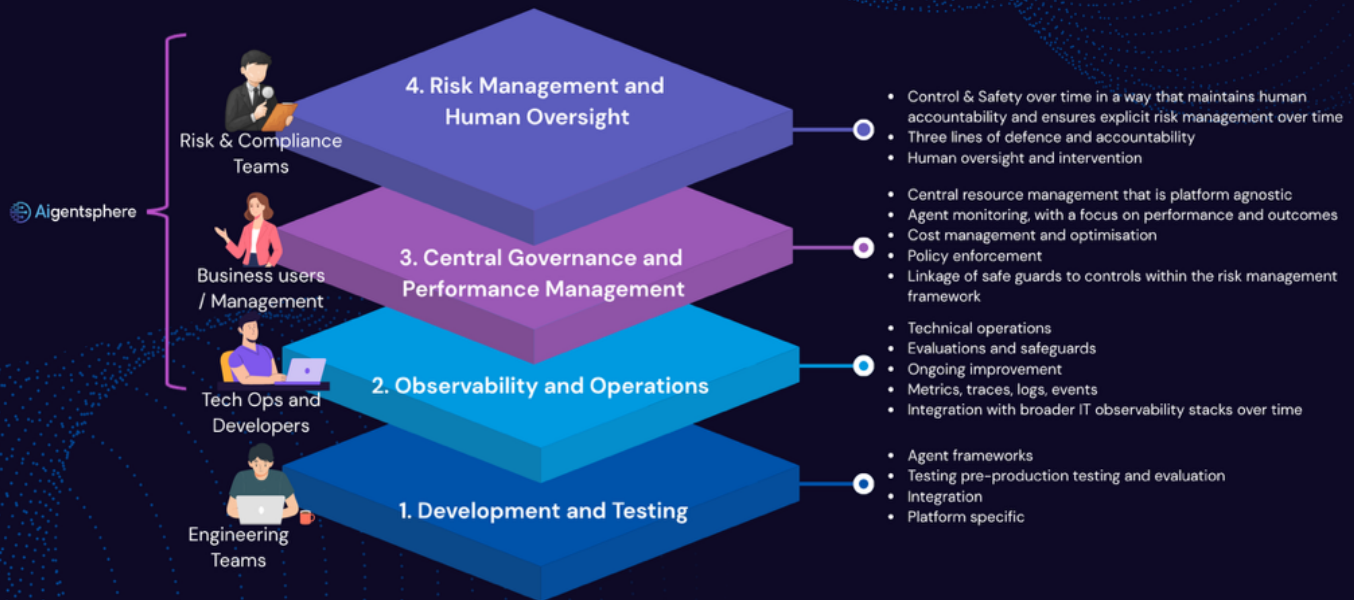 4. Risk Management and
Human Oversight
Risk & Compliance
Teams
• Control & Safety over time in a way that maintains human
accountability and ensures explicit risk management over time
• Three lines of defence and accountability
• Human oversight and intervention
Aigentsphere
3. Central Governance and
Performance Management
Business users
/ Management
• Central resource management that is platform agnostic
• Agent monitoring, with a focus on performance and outcomes
• Cost management and optimisation
• Policy enforcement
• Linkage of safe guards to controls within the risk management
framework
2. Observability and Operations
Tech Ops and
Developers
• Technical operations
• Evaluations and safeguards
• Ongoing improvement
• Metrics, traces, logs, events
• Integration with broader IT observability stacks over time
1. Development and Testing
Engineering
Teams
• Agent frameworks
• Testing pre-production testing and evaluation
• Integration
• Platform specific